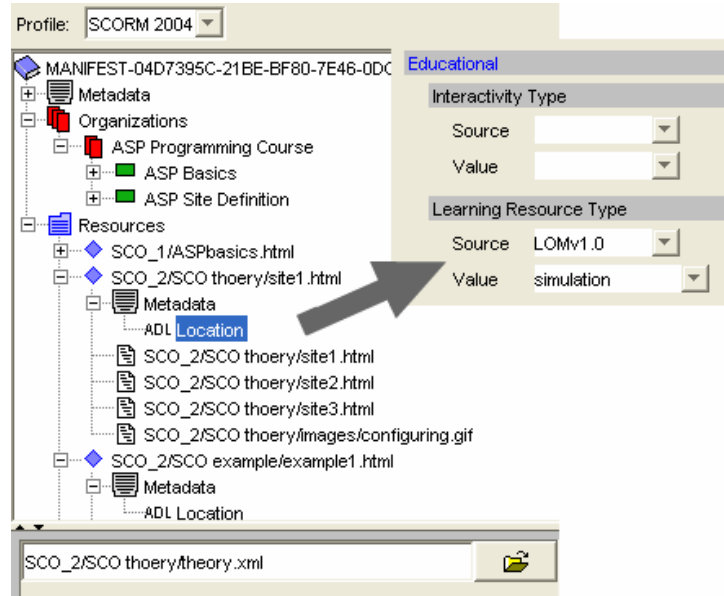 Profile: SCORM 2004
MANIFEST-04D7395C-21BE-BF80-7E46-0DC
Metadata
Organizations
ASP Programming Course
ASP Basics
ASP Site Definition
Resources
SCO_1/ASPbasics.html
SCO_2/SCO thoery/site1.html
Metadata
ADL Location
SCO_2/SCO thoery/site1.html
SCO_2/SCO thoery/site2.html
SCO_2/SCO thoery/site3.html
SCO_2/SCO thoery/images/configuring.gif
SCO_2/SCO example/example1.html
Metadata
ADL Location
SCO_2/SCO thoery/theory.xml
Educational
Interactivity Type
Source
Value
Learning Resource Type
Source LOMv1.0
Value simulation